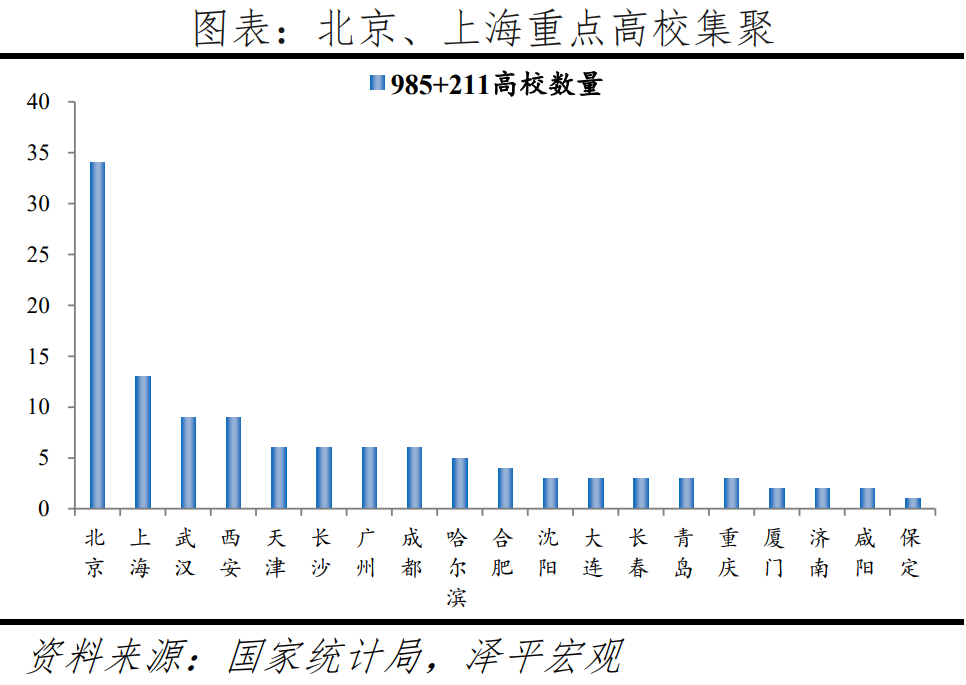 图表：北京、上海重点高校集聚
985+211高校数量
40
35
30
25
20
15
10
5
0
北京
上海
武汉
西安
天津
长沙
广州
成都
哈尔滨
合肥
沈阳
大连
长春
青岛
重庆
厦门
济南
咸阳
保定
资料来源：国家统计局，泽平宏观